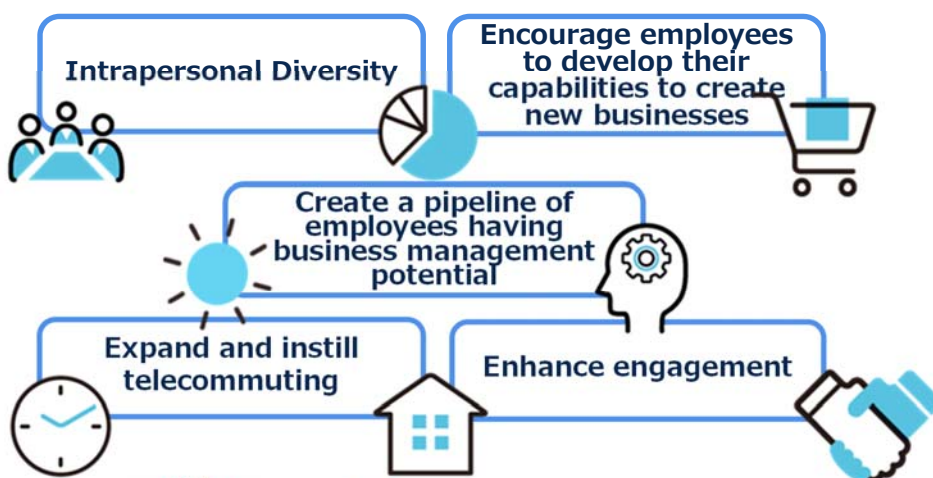 Intrapersonal Diversity
Encourage employees
to develop their
capabilities to create
new businesses
Create a pipeline of
employees having
business management
potential
Expand and instill
telecommuting
Enhance engagement